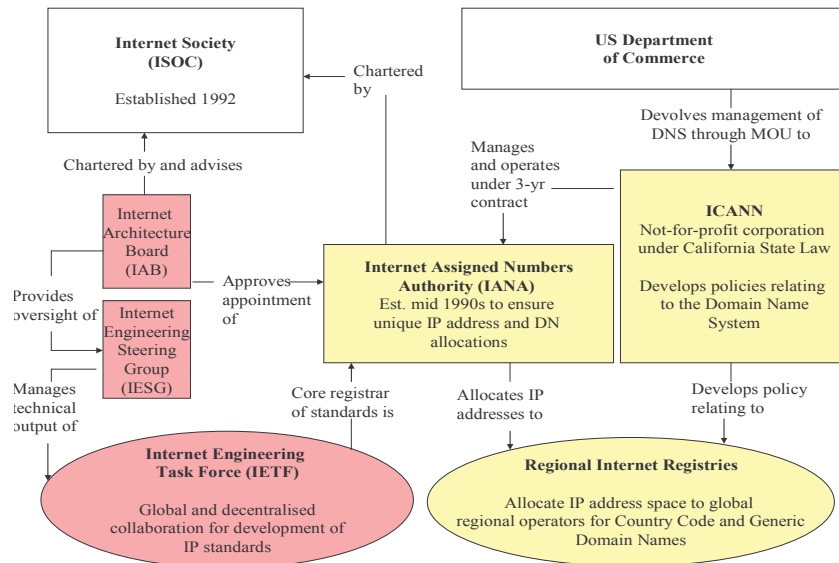 Internet Society
(ISOC)
Established 1992
Chartered
by
US Department
of Commerce
Devolves management of
DNS through MOU to
Chartered by and advises
Manages
and operates
under 3-yr
contract
Internet
Architecture
Board
(IAB)
ICANN
Not-for-profit corporation
under California State Law
Develops policies relating
to the Domain Name
System
Provides
oversight of
Approves
appointment
of
Internet Assigned Numbers
Authority (IANA)
Est. mid 1990s to ensure
unique IP address and DN
allocations
Internet
Engineering
Steering
Group
(IESG)
Manages
technical
output of
Core registrar
of standards is
Allocates IP
addresses to
Develops policy
relating to
Internet Engineering
Task Force (IETF)
Global and decentralised
collaboration for development of
IP standards
Regional Internet Registries
Allocate IP address space to global
regional operators for Country Code and Generic
Domain Names